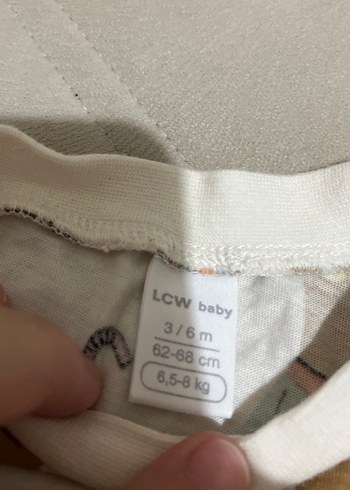 LCW baby
3/6 m
62-68 cm
6,5-8 kg